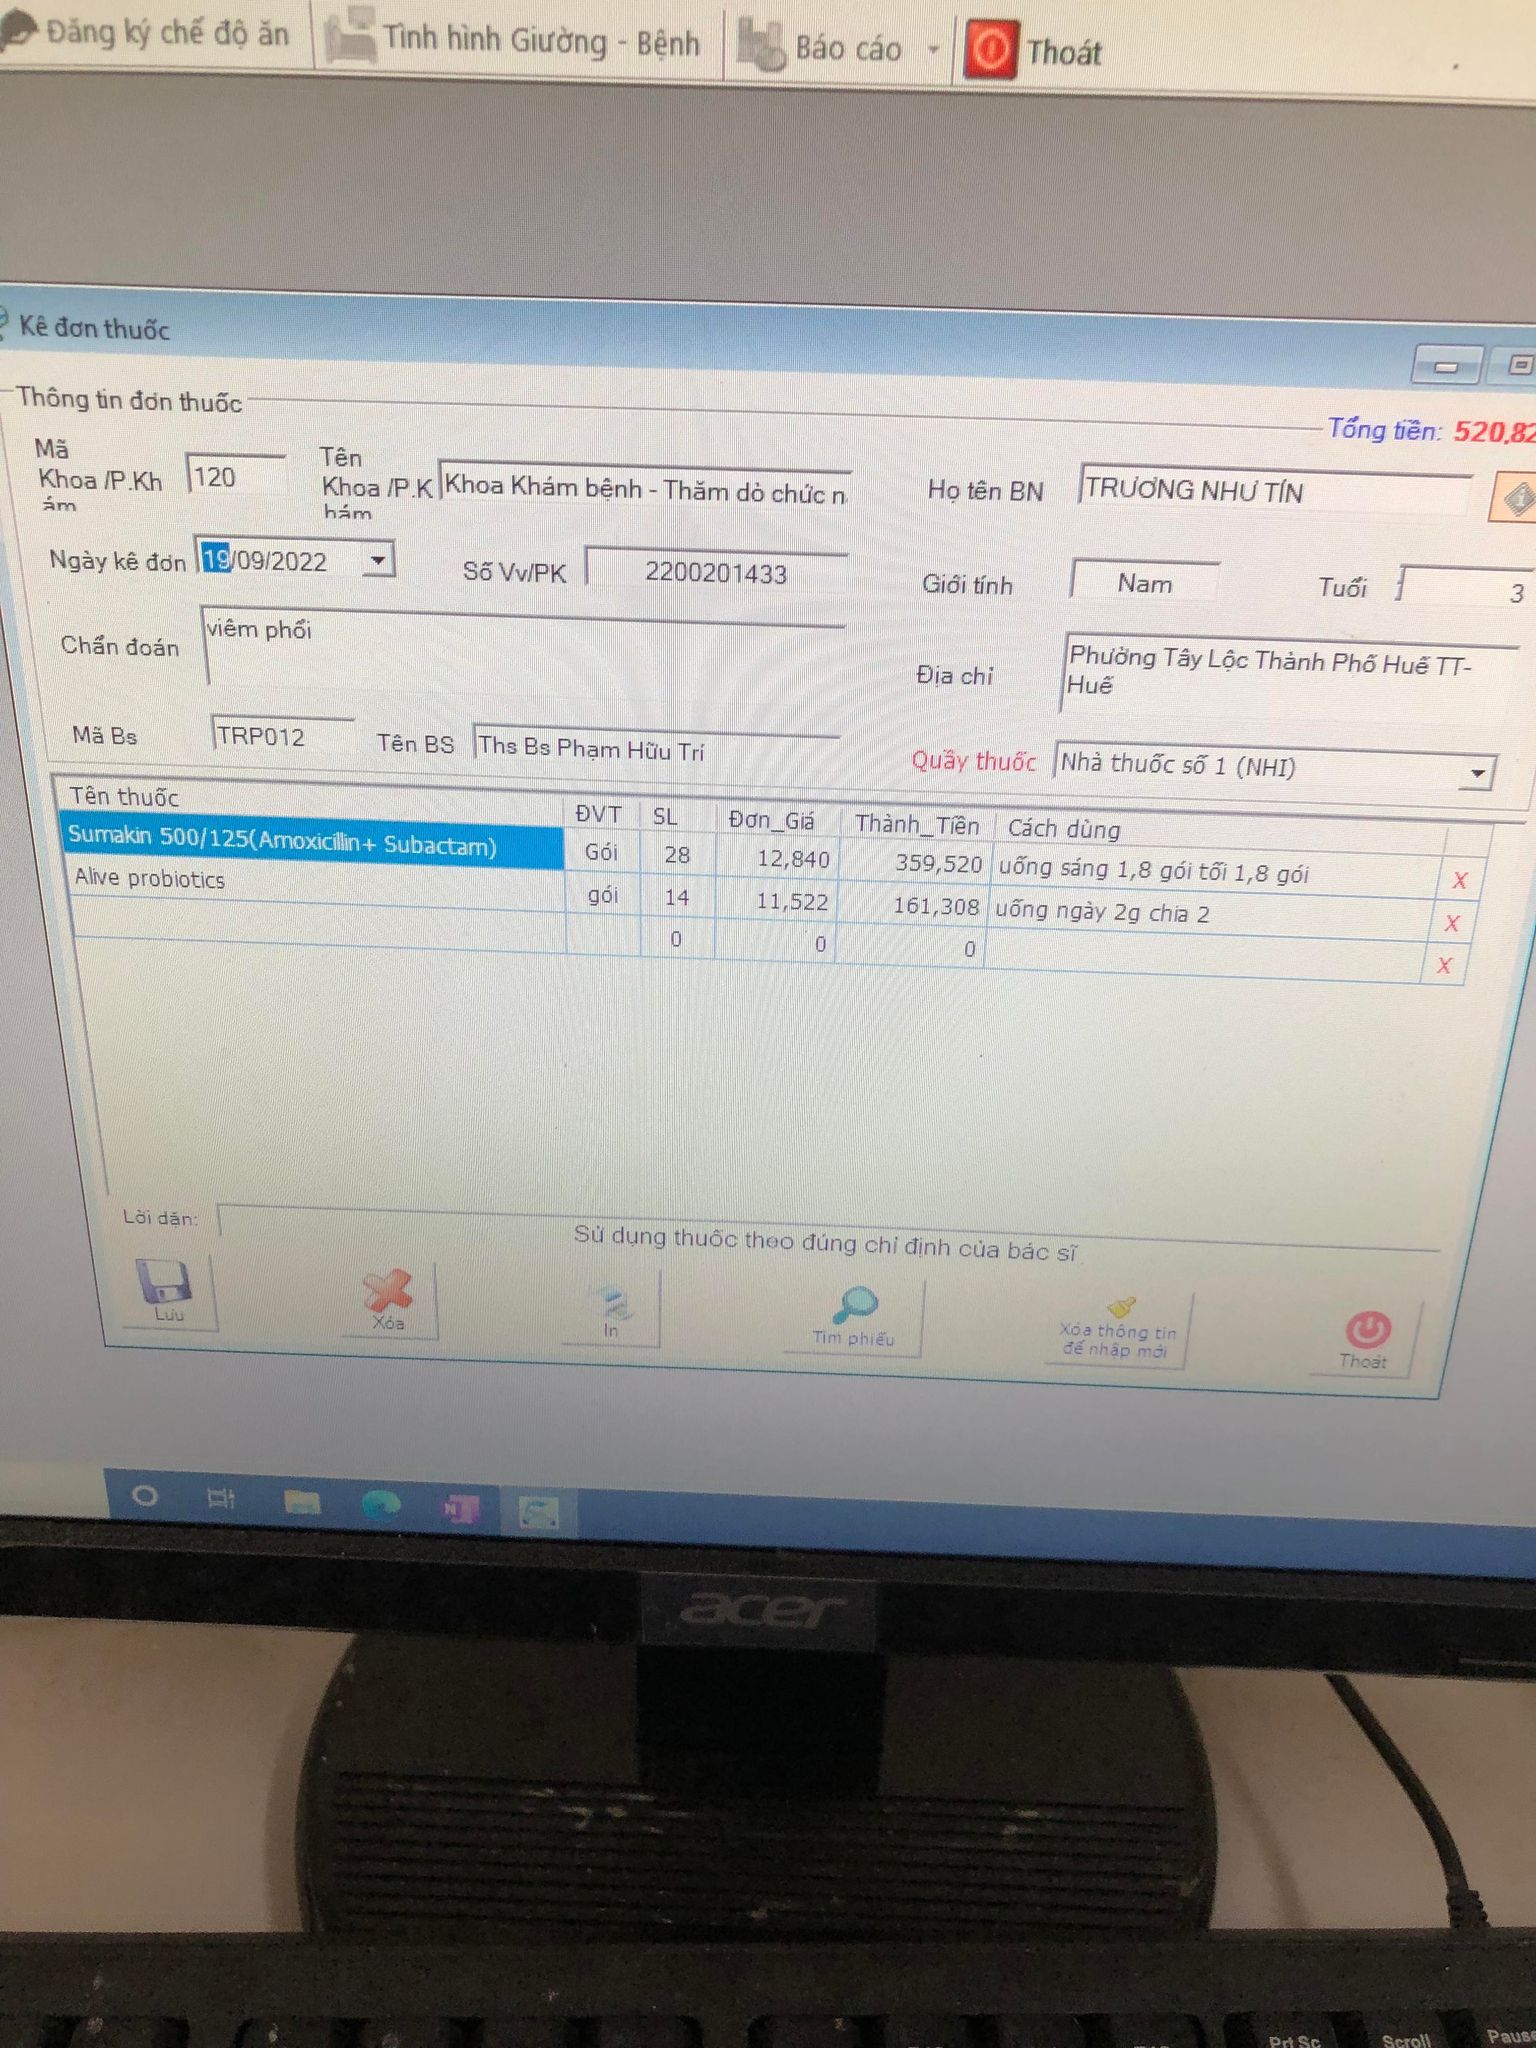 Đăng ký chế độ ăn
Tình hình Giường - Bệnh
Báo cáo
Thoát
Kê đơn thuốc
Thông tin đơn thuốc
Tổng tiền: 520,82
Mã Khoa /P.Khám
120
Tên Khoa /P.Khám
Khoa Khám bệnh - Thăm dò chức n
Họ tên BN
TRƯƠNG NHƯ TÍN
Ngày kê đơn
19/09/2022
Số Vv/PK
2200201433
Giới tính
Nam
Tuổi
3
Chẩn đoán
viêm phổi
Địa chỉ
Phường Tây Lộc Thành Phố Huế TT-
Huế
Mã Bs
TRP012
Tên BS
Ths Bs Phạm Hữu Trí
Quầy thuốc
Nhà thuốc số 1 (NHI)
Tên thuốc ĐVT SL Đơn_Giá Thành_Tiền Cách dùng
Sumakin 500/125(Amoxicillin+ Subactam) Gói 28 12,840 359,520 uống sáng 1,8 gói tối 1,8 gói X
Alive probiotics gói 14 11,522 161,308 uống ngày 2g chia 2 X
0 0 0 X
Lời dặn:
Sử dụng thuốc theo đúng chỉ định của bác sĩ
Lưu
Xóa
In
Tìm phiếu
Xóa thông tin
để nhập mới
Thoát
N
acer
Prt Sc
Scroll
Pause